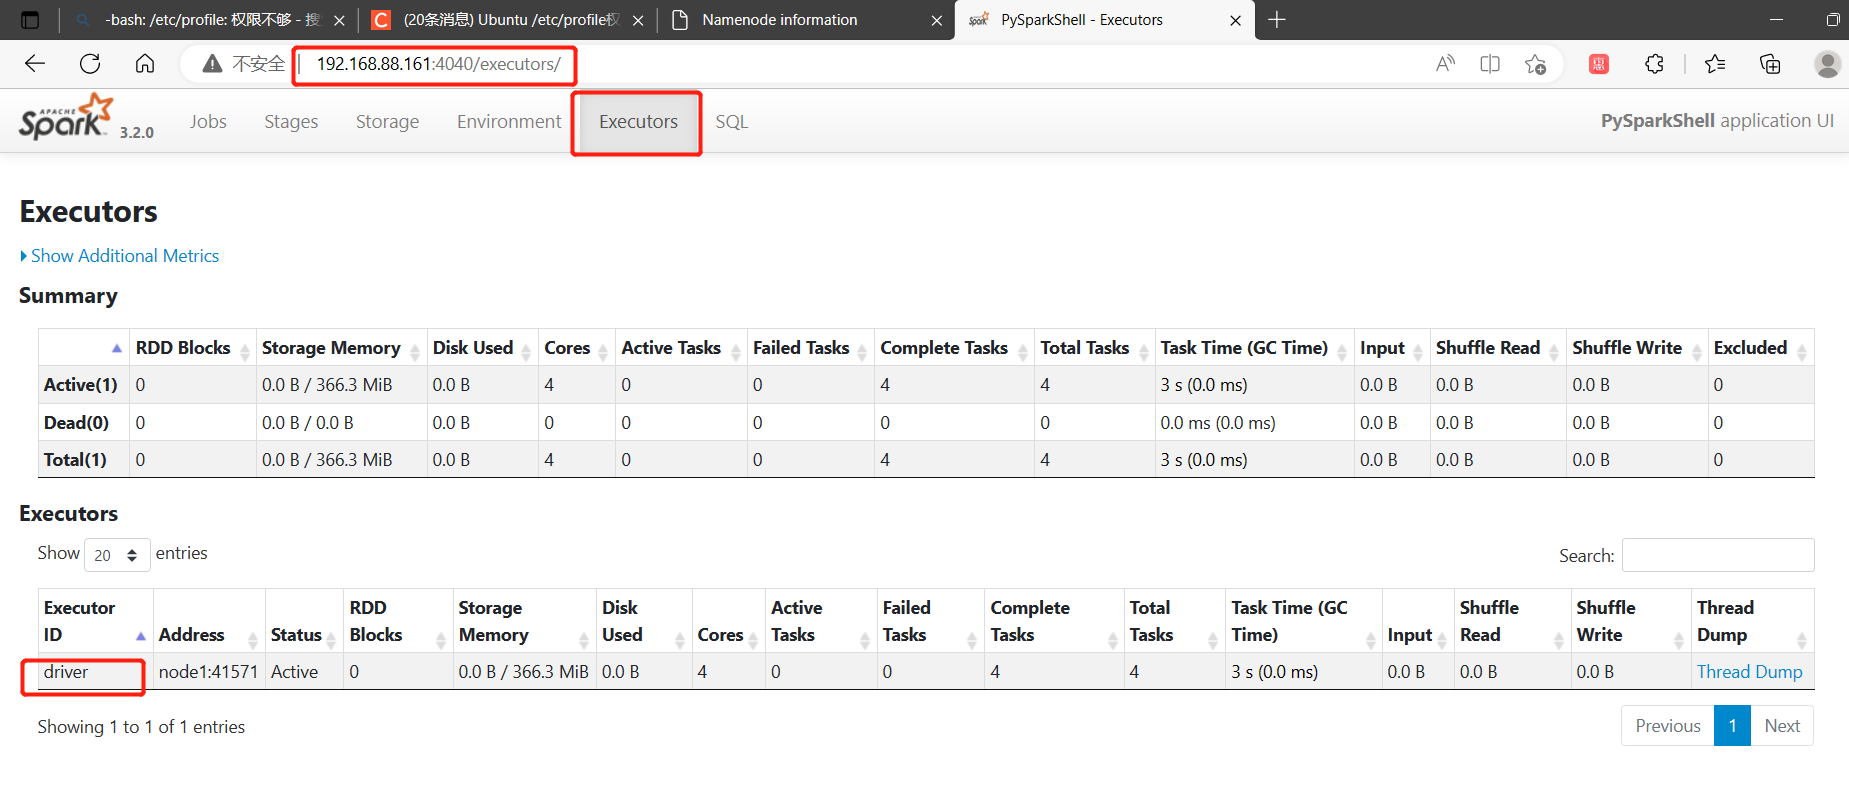 -bash: /etc/profile: 权限不够 - 搜
(20条消息) Ubuntu /etc/profile权
Namenode information
PySparkShell - Executors
不安全 192.168.88.161:4040/executors/
惠
APACHE Spark 3.2.0 Jobs Stages Storage Environment Executors SQL PySparkShell application UI
Executors
Show Additional Metrics
Summary
RDD Blocks Storage Memory Disk Used Cores Active Tasks Failed Tasks Complete Tasks Total Tasks Task Time (GC Time) Input Shuffle Read Shuffle Write Excluded
Active(1) 0 0.0 B / 366.3 MiB 0.0 B 4 0 0 4 4 3 s (0.0 ms) 0.0 B 0.0 B 0.0 B 0
Dead(0) 0 0.0 B / 0.0 B 0.0 B 0 0 0 0 0 0.0 ms (0.0 ms) 0.0 B 0.0 B 0.0 B 0
Total(1) 0 0.0 B / 366.3 MiB 0.0 B 4 0 0 4 4 3 s (0.0 ms) 0.0 B 0.0 B 0.0 B 0
Executors
Show 20 entries Search:
Executor ID Address Status RDD Blocks Storage Memory Disk Used Cores Active Tasks Failed Tasks Complete Tasks Total Tasks Task Time (GC Time) Input Shuffle Read Shuffle Write Thread Dump
driver node1:41571 Active 0 0.0 B / 366.3 MiB 0.0 B 4 0 0 4 4 3 s (0.0 ms) 0.0 B 0.0 B 0.0 B Thread Dump
Showing 1 to 1 of 1 entries Previous 1 Next